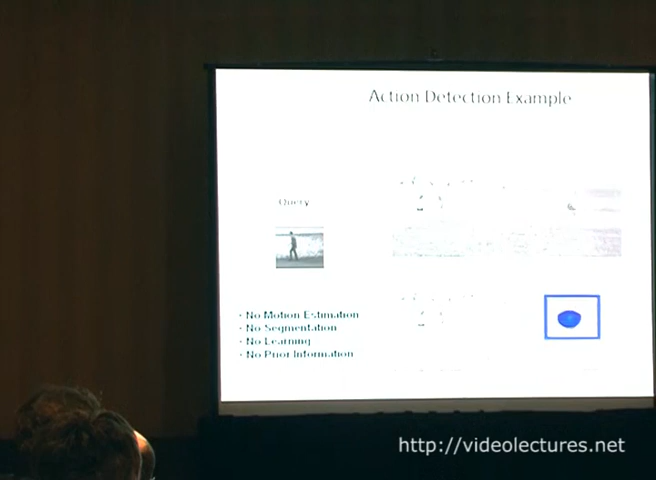 Action Detection Example
Query
- No Motion Estimation
- No Segmentation
- No Learning
- No Prior Information
http://videolectures.net